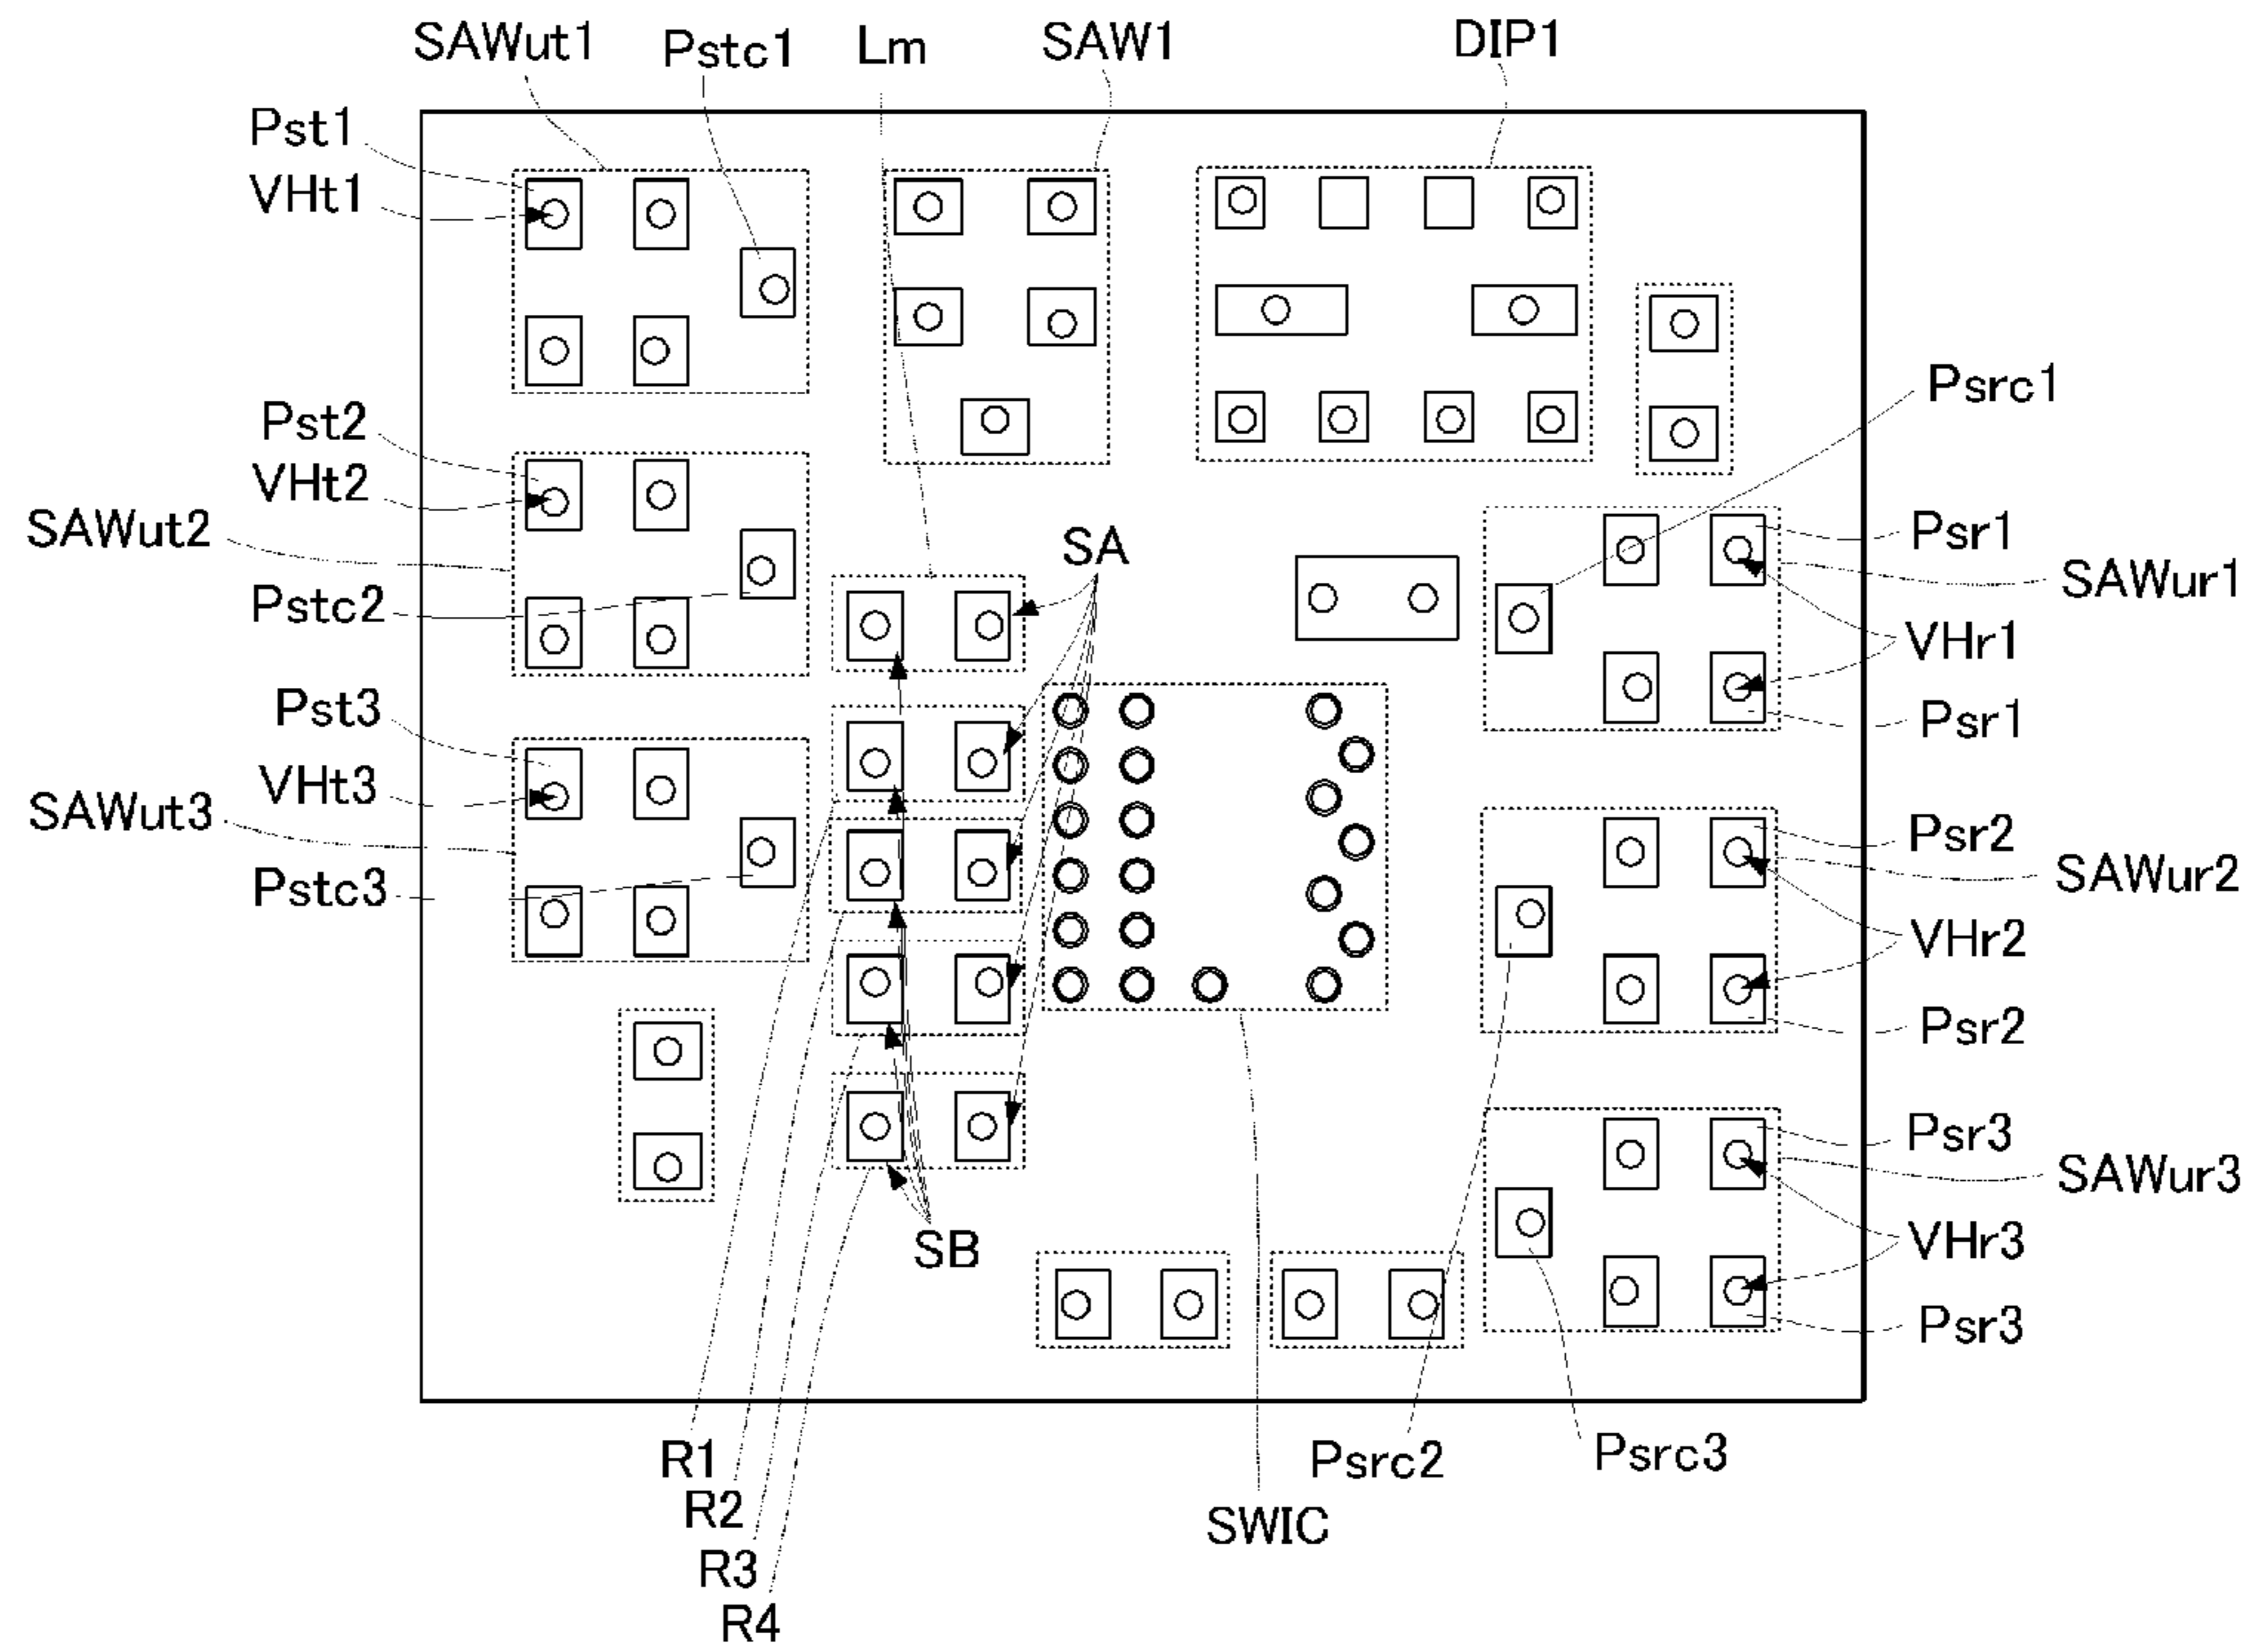 SAWut1 Pstc1 Lm SAW1 DIP1
Pst1
VHt1
Psrc1
Pst2
VHt2
SAWut2
Psr1
SA
SAWur1
Pstc2
VHr1
Pst3
Psr1
VHt3
SAWut3
Psr2
SAWur2
Pstc3
VHr2
Psr2
Psr3
SAWur3
SB
VHr3
Psr3
R1
Psrc2 Psrc3
R2
SWIC
R3
R4